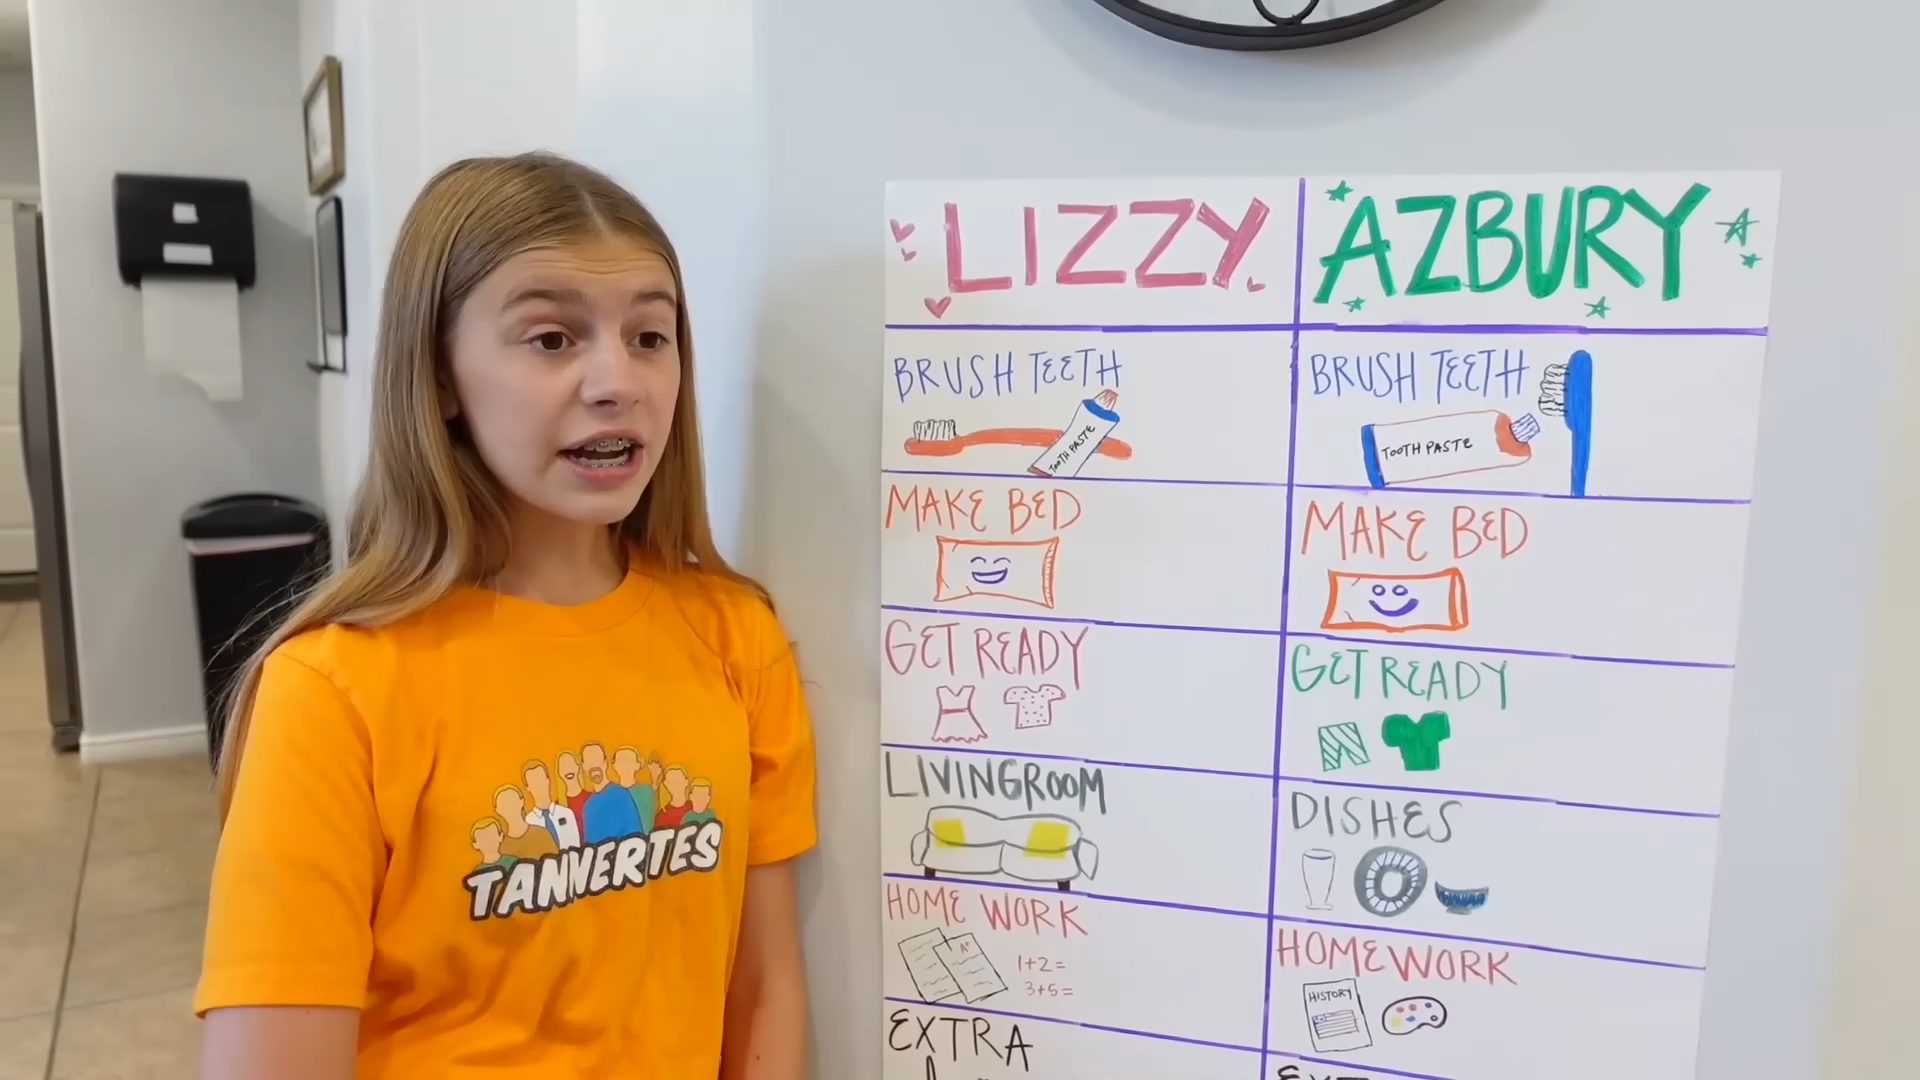 LIZZY
AZBURY
BRUSH TEETH
TOOTH PASTE
BRUSH TEETH
TOOTH PASTE
MAKE BED
MAKE BED
GET READY
GET READY
LIVINGROOM
DISHES
HOME WORK
A+
1+2=
3+5=
HOMEWORK
HISTORY
EXTRA
TANNERITES